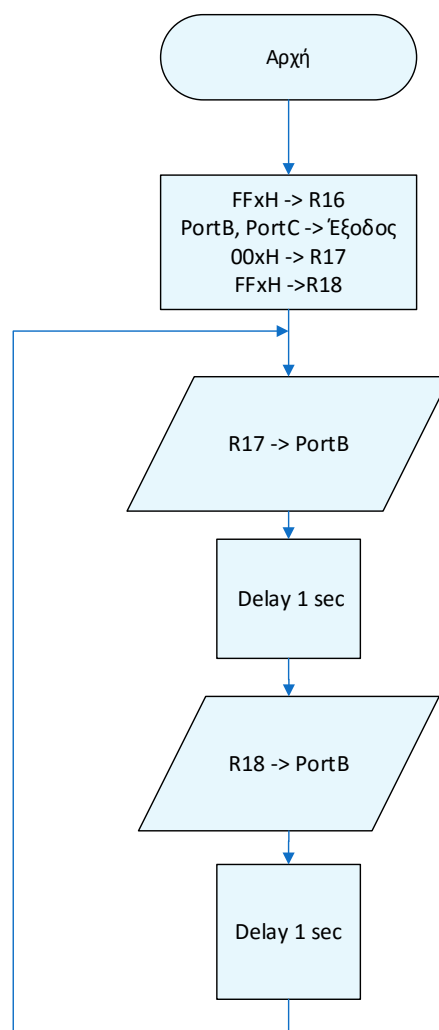 Αρχή
FFxH -> R16
PortB, PortC -> Έξοδος
00xH -> R17
FFxH ->R18
R17 -> PortB
Delay 1 sec
R18 -> PortB
Delay 1 sec